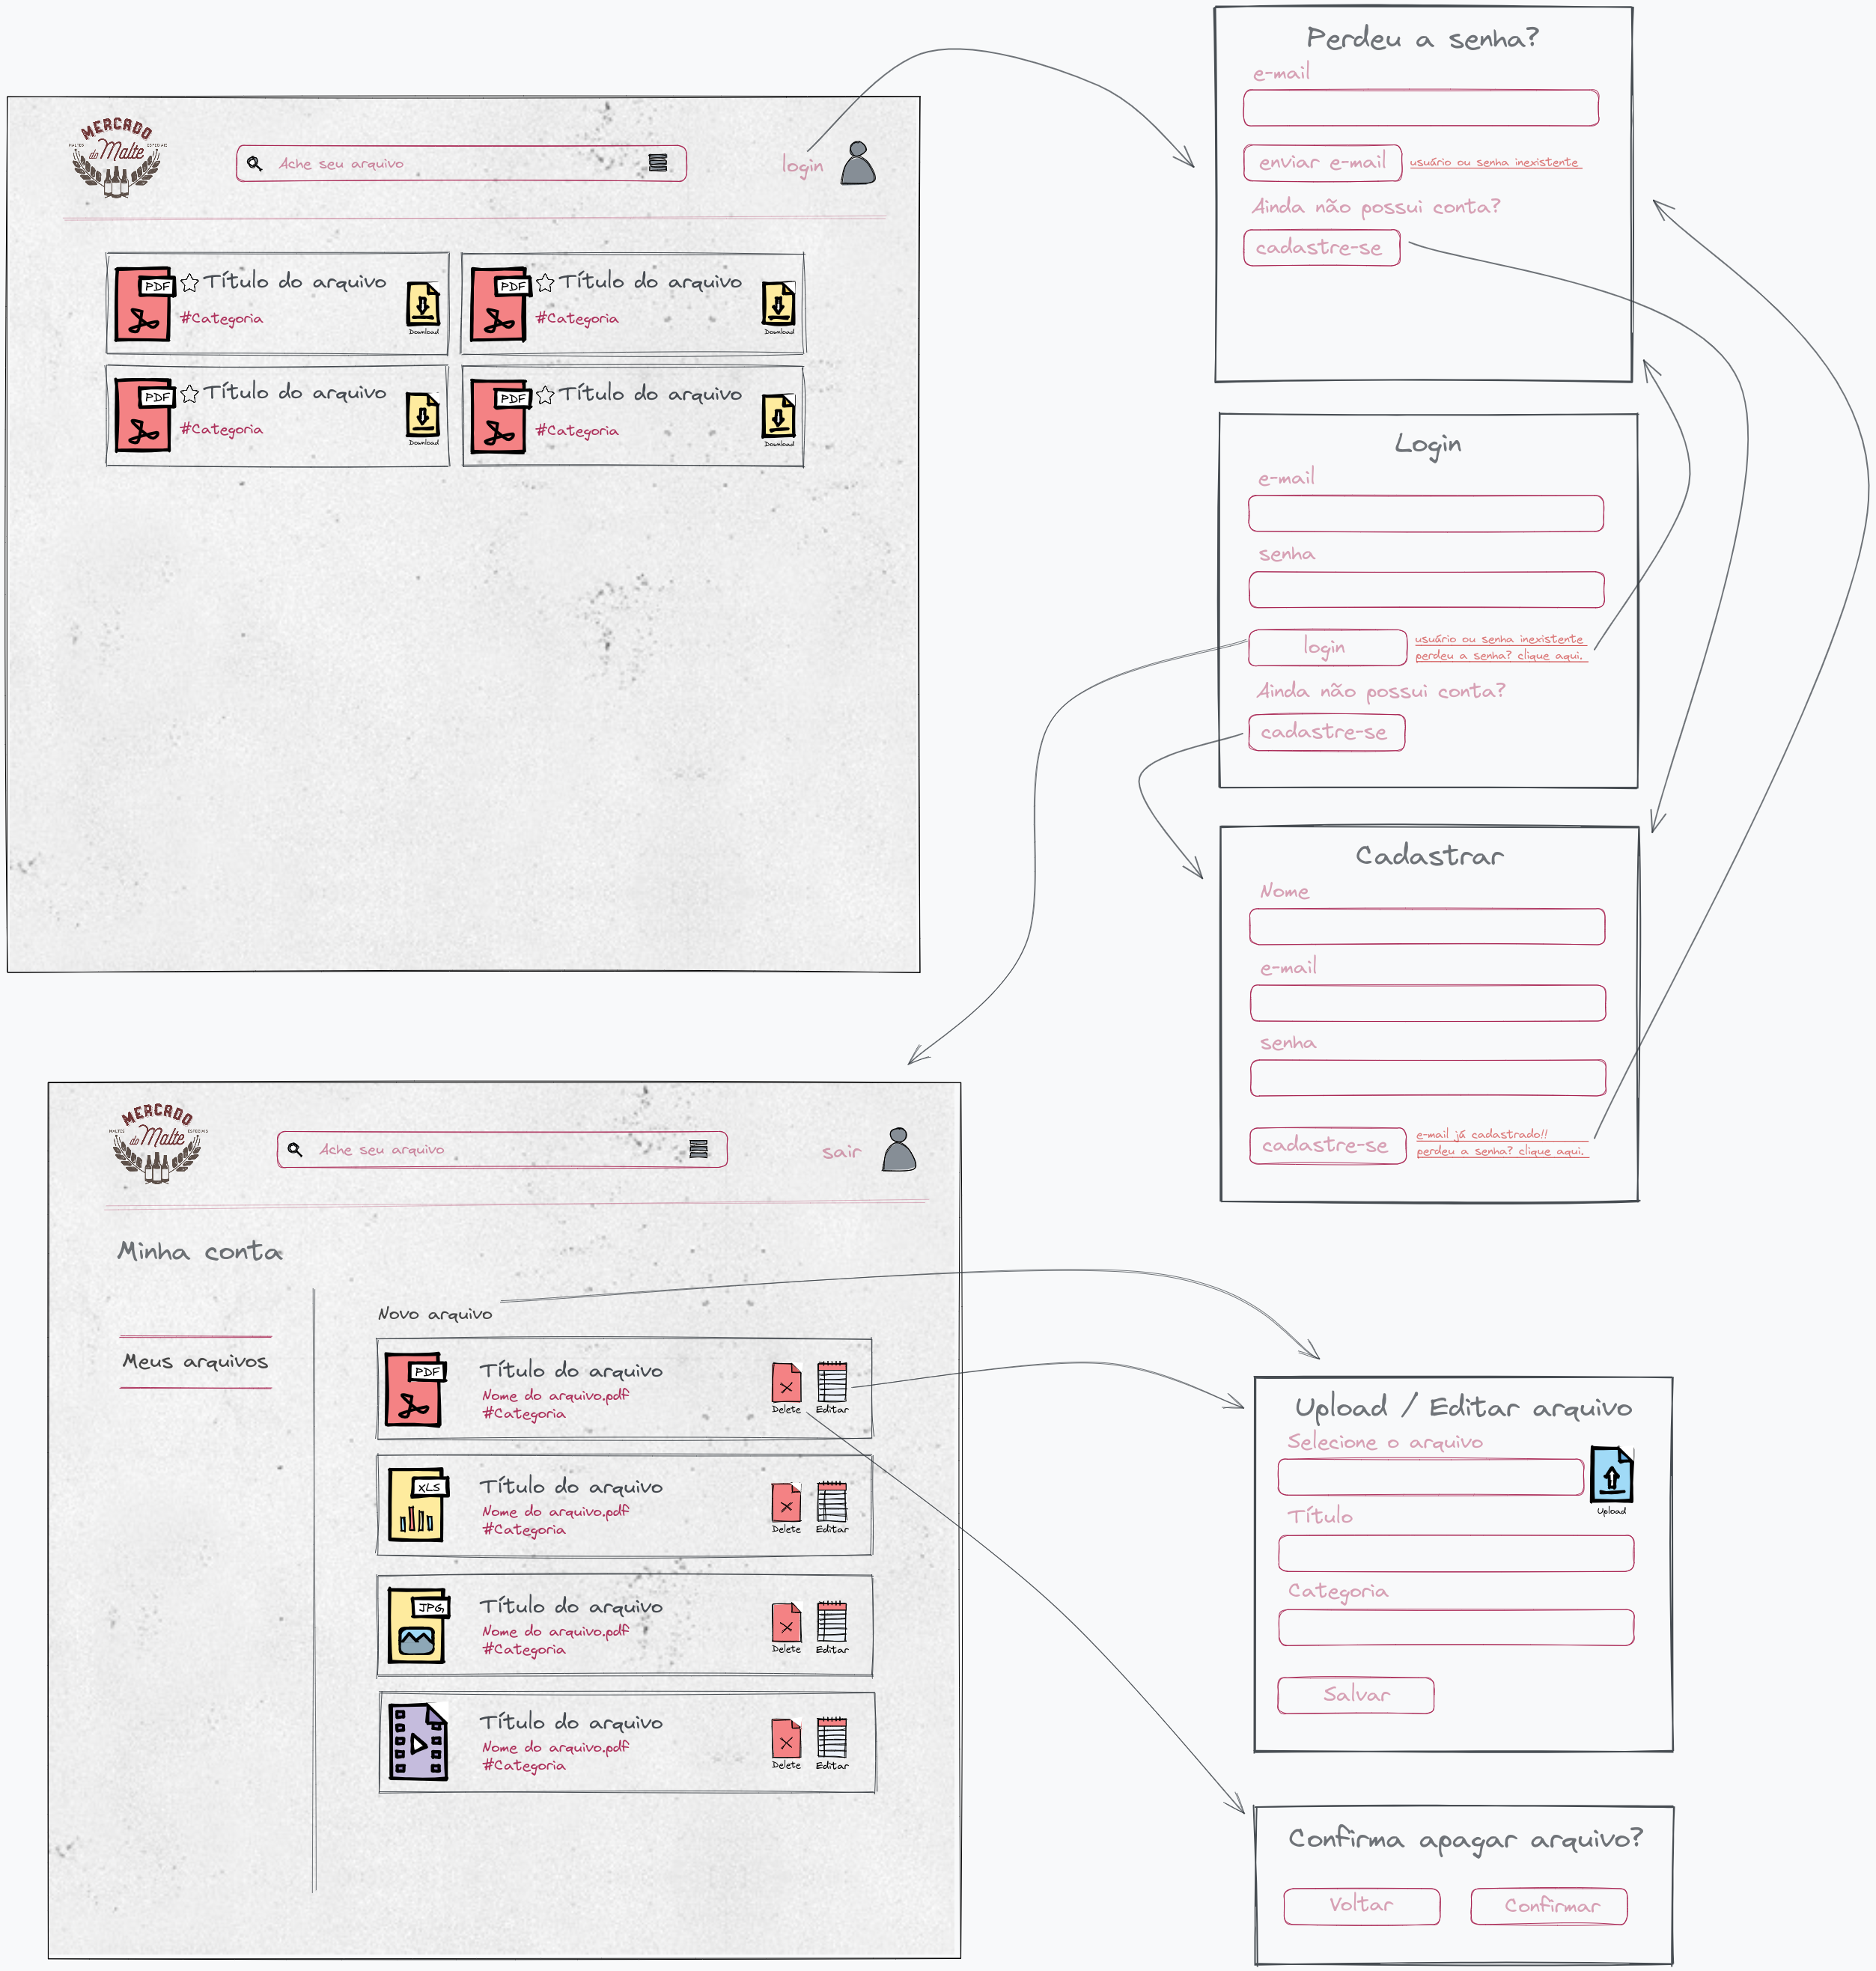 MERCADO
MALTES
do Malte
ESPECIAIS
Ache seu arquivo
login
PDF
Título do arquivo
#Categoria
Download
PDF
Título do arquivo
#Categoria
Download
PDF
Título do arquivo
#Categoria
Download
PDF
Título do arquivo
#Categoria
Download
Perdeu a senha?
e-mail
enviar e-mail
usuário ou senha inexistente
Ainda não possui conta?
cadastre-se
Login
e-mail
senha
login
usuário ou senha inexistente
perdeu a senha? clique aqui.
Ainda não possui conta?
cadastre-se
Cadastrar
Nome
e-mail
senha
cadastre-se
e-mail já cadastrado!!
perdeu a senha? clique aqui.
MERCADO
MALTES
do Malte
ESPECIAIS
Ache seu arquivo
sair
Minha conta
Meus arquivos
Novo arquivo
PDF
Título do arquivo
Nome do arquivo.pdf
#Categoria
Delete
Editar
XLS
Título do arquivo
Nome do arquivo.pdf
#Categoria
Delete
Editar
JPG
Título do arquivo
Nome do arquivo.pdf
#Categoria
Delete
Editar
Título do arquivo
Nome do arquivo.pdf
#Categoria
Delete
Editar
Upload / Editar arquivo
Selecione o arquivo
Upload
Título
Categoria
Salvar
Confirma apagar arquivo?
Voltar
Confirmar